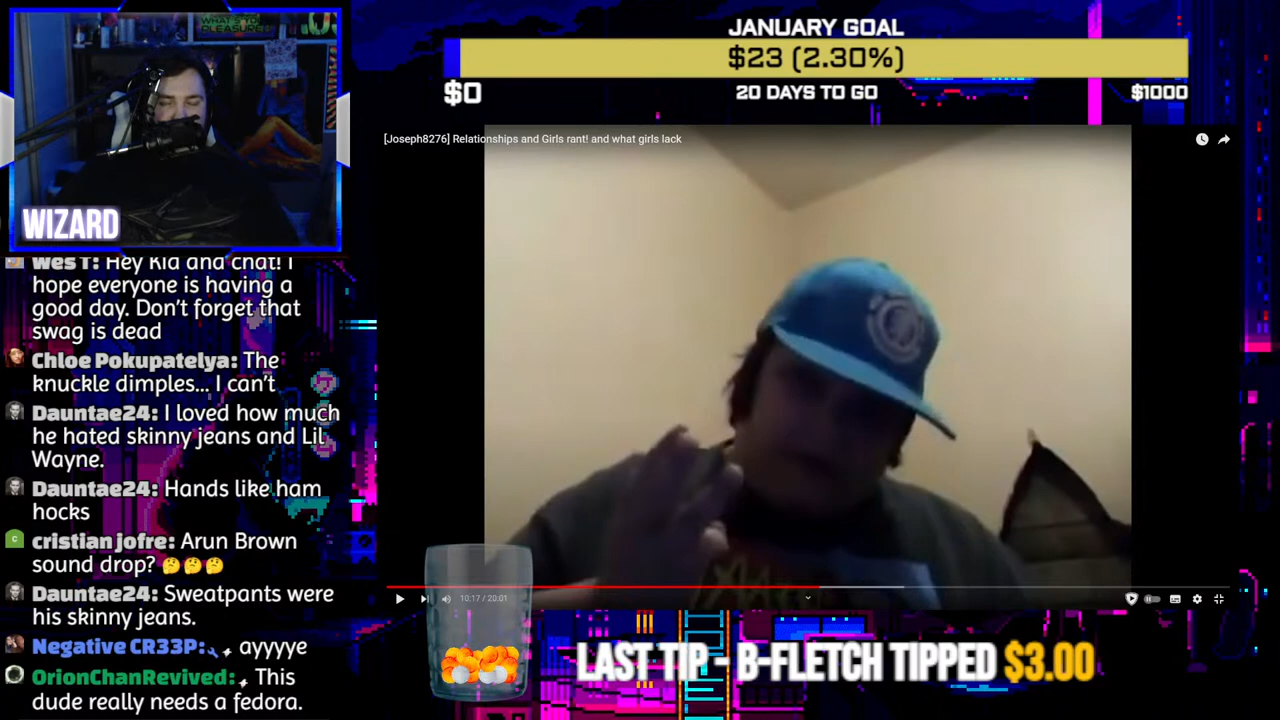 WHAT'S YOUR
PLEASURE?
WIZARD
JANUARY GOAL
$23 (2.30%)
$0
20 DAYS TO GO
$1000
[Joseph8276] Relationships and Girls rant! and what girls lack
Wes T: Hey Kid and chat! I
hope everyone is having a
good day. Don't forget that
swag is dead
Chloe Pokupatelya: The
knuckle dimples... I can't
Dauntae24: I loved how much
he hated skinny jeans and Lil
Wayne.
Dauntae24: Hands like ham
hocks
cristian jofre: Arun Brown
sound drop? 🤔🤔🤔
Dauntae24: Sweatpants were
his skinny jeans.
Negative CR33P: ayyyye
OrionChanRevived: This
dude really needs a fedora.
10:17 / 20:01
LAST TIP - B-FLETCH TIPPED $3.00